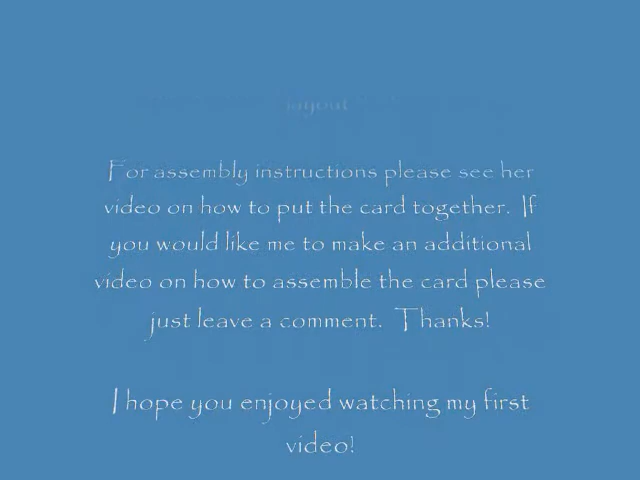 layout
For assembly instructions please see her
video on how to put the card together.  If
you would like me to make an additional
video on how to assemble the card please
just leave a comment.  Thanks!
I hope you enjoyed watching my first
video!